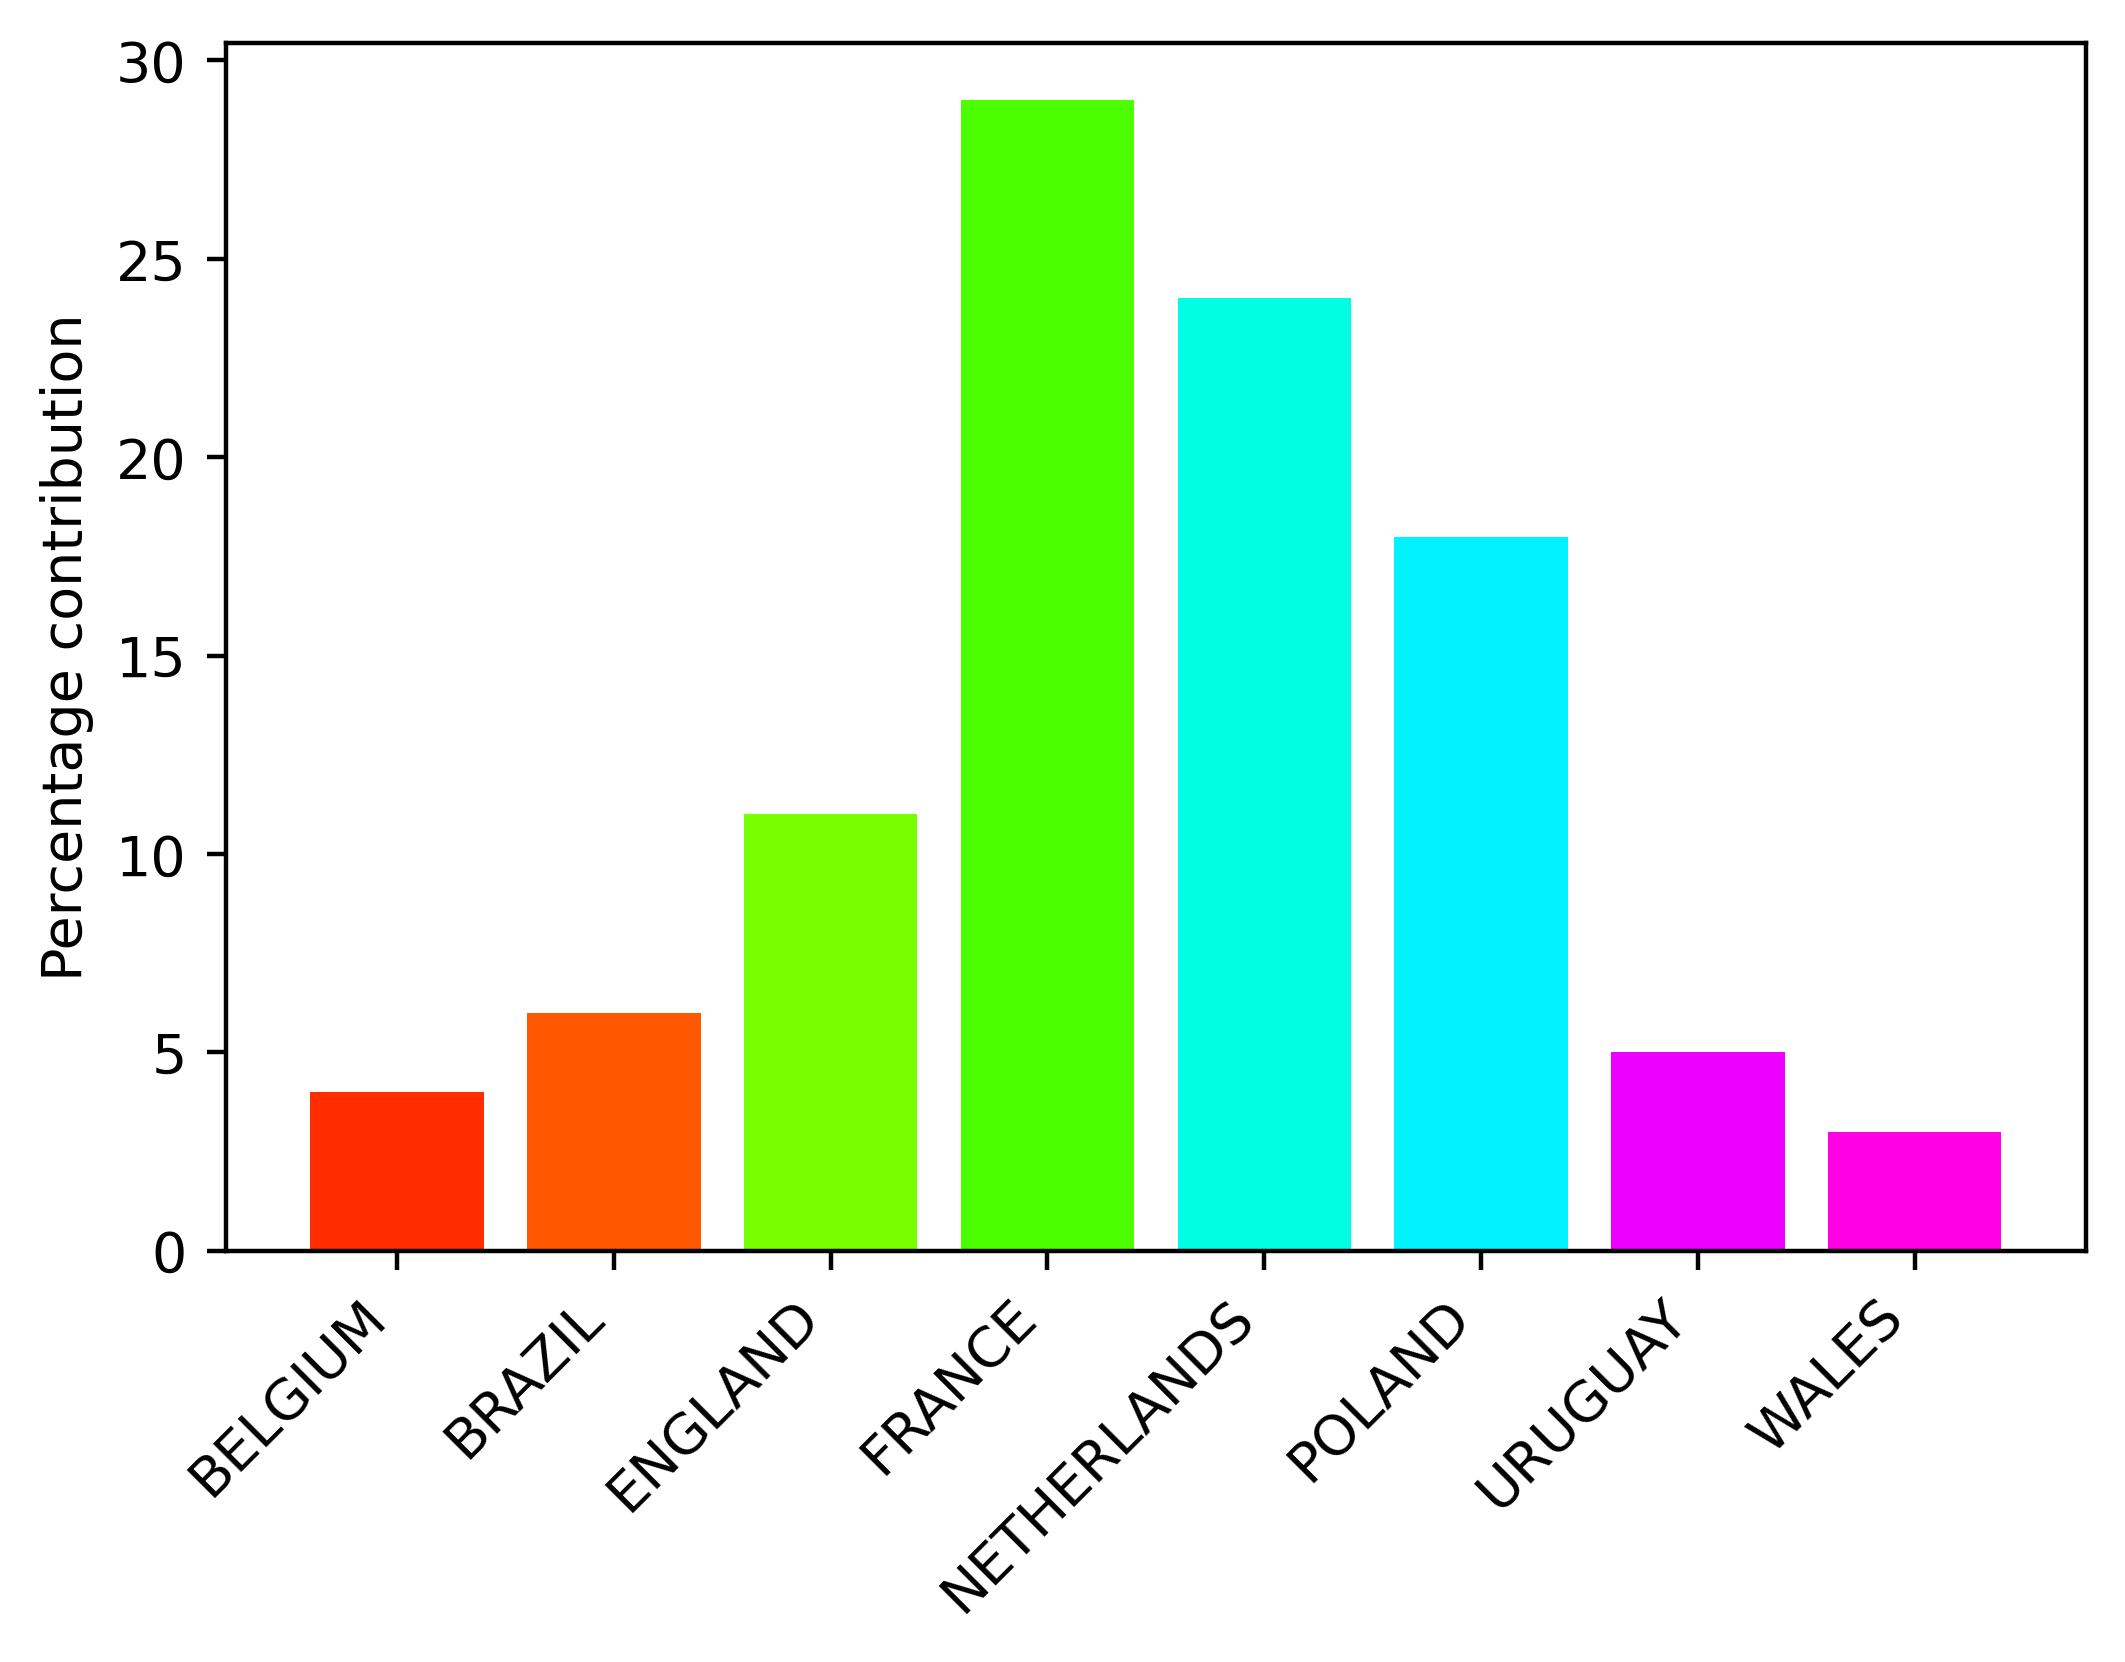 Percentage contribution
30
25
20
15
10
5
0
BELGIUM
BRAZIL
ENGLAND
FRANCE
NETHERLANDS
POLAND
URUGUAY
WALES